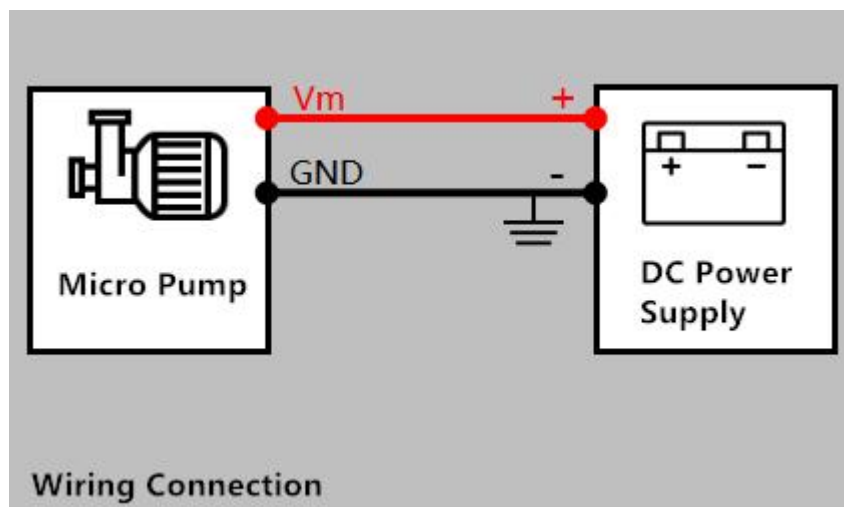 Vm +
GND -
+ −
Micro Pump
DC Power
Supply
Wiring Connection